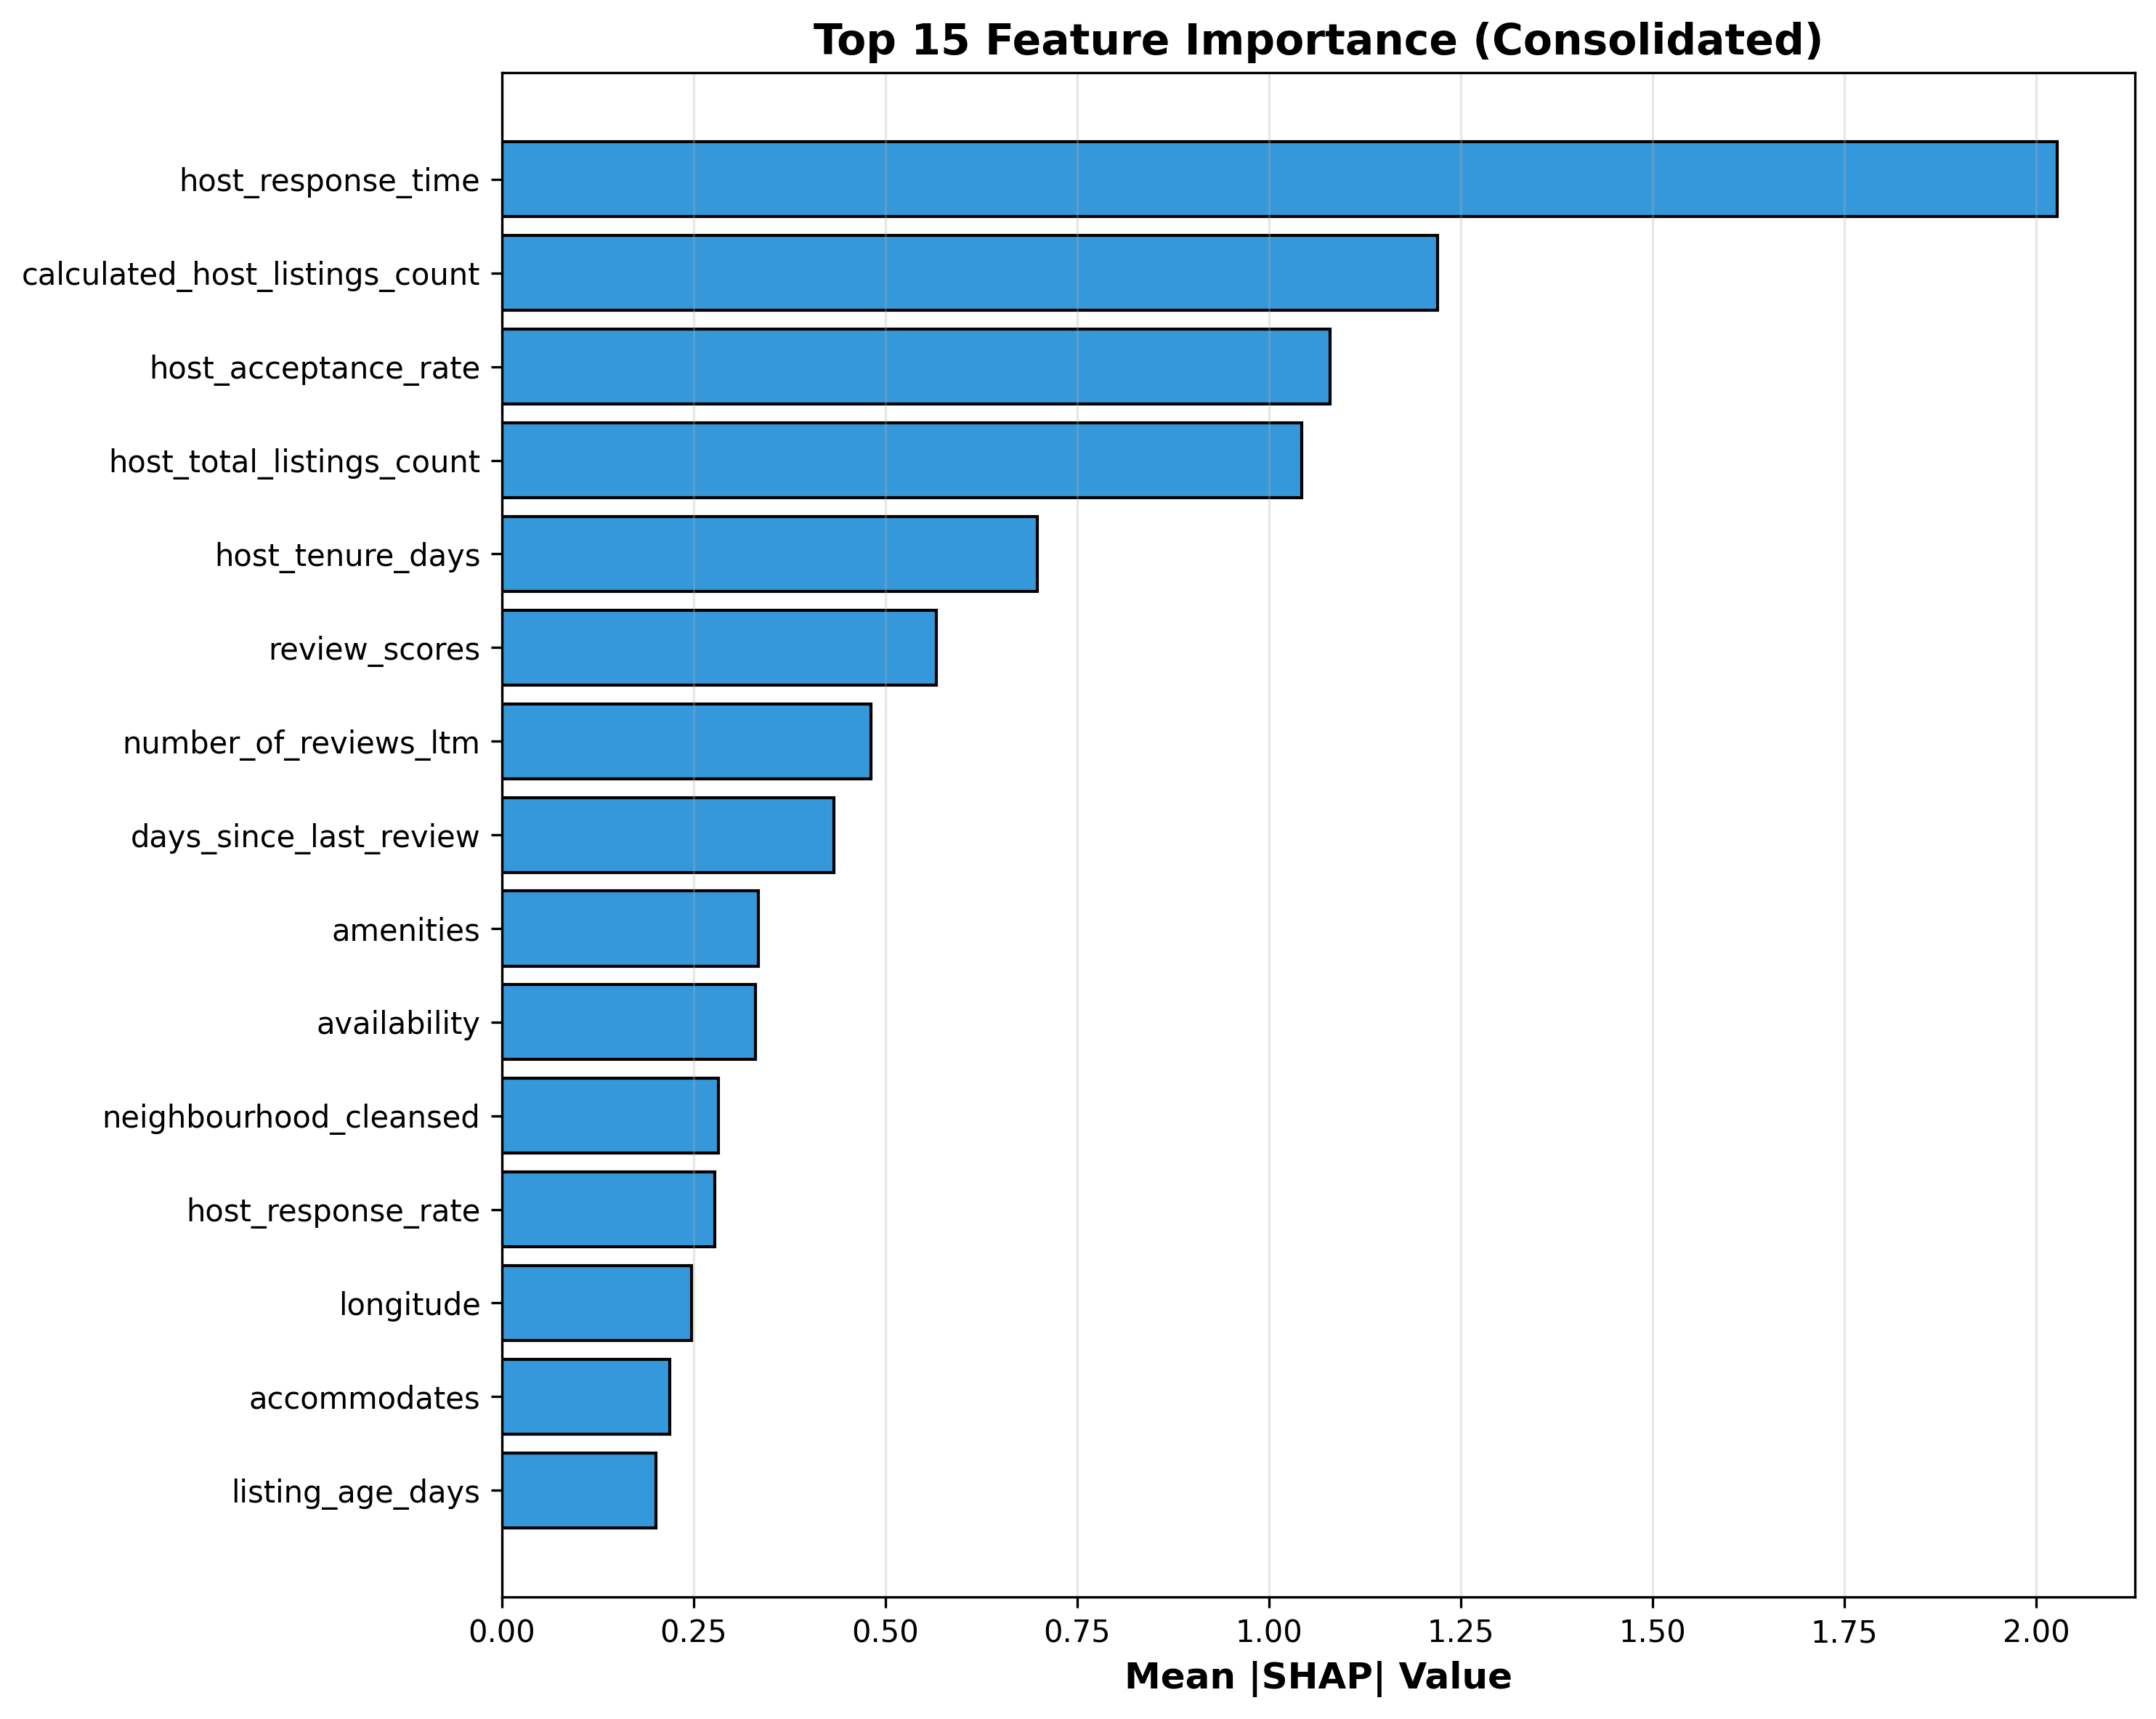 Top 15 Feature Importance (Consolidated)
host_response_time
calculated_host_listings_count
host_acceptance_rate
host_total_listings_count
host_tenure_days
review_scores
number_of_reviews_ltm
days_since_last_review
amenities
availability
neighbourhood_cleansed
host_response_rate
longitude
accommodates
listing_age_days
0.00 0.25 0.50 0.75 1.00 1.25 1.50 1.75 2.00
Mean |SHAP| Value